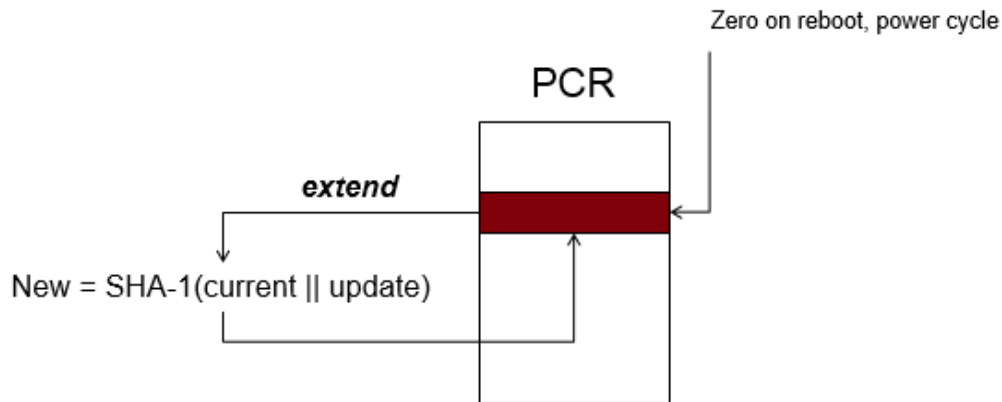 Zero on reboot, power cycle
PCR
extend
New = SHA-1(current || update)